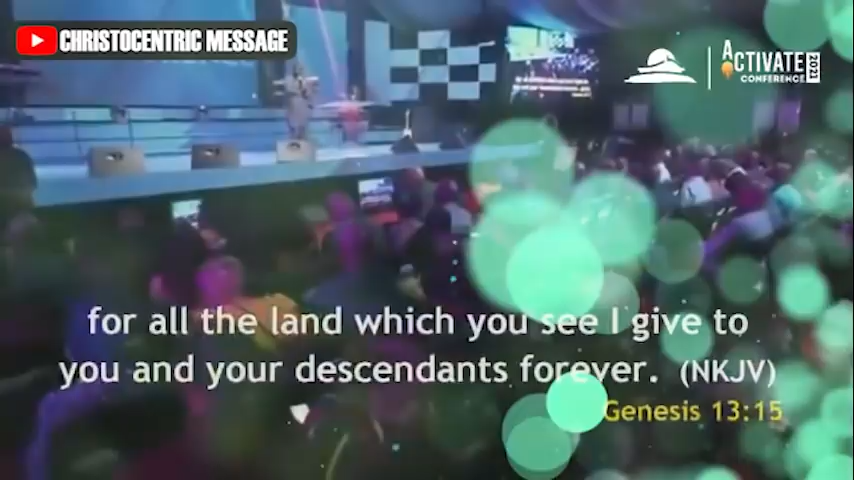 CHRISTOCENTRIC MESSAGE
ACTIVATE
CONFERENCE 2021
for all the land which you see I give to
you and your descendants forever. (NKJV)
Genesis 13:15